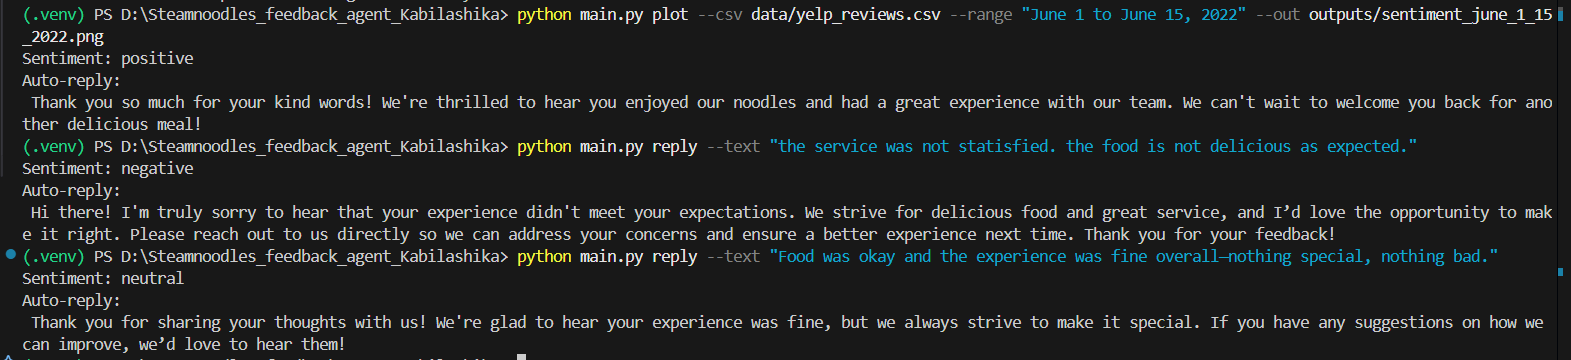 (.venv) PS D:\Steamnoodles_feedback_agent_Kabilashika> python main.py plot --csv data/yelp_reviews.csv --range "June 1 to June 15, 2022" --out outputs/sentiment_june_1_15
_2022.png
Sentiment: positive
Auto-reply:
 Thank you so much for your kind words! We're thrilled to hear you enjoyed our noodles and had a great experience with our team. We can't wait to welcome you back for ano
ther delicious meal!
(.venv) PS D:\Steamnoodles_feedback_agent_Kabilashika> python main.py reply --text "the service was not statisfied. the food is not delicious as expected."
Sentiment: negative
Auto-reply:
 Hi there! I'm truly sorry to hear that your experience didn't meet your expectations. We strive for delicious food and great service, and I’d love the opportunity to mak
e it right. Please reach out to us directly so we can address your concerns and ensure a better experience next time. Thank you for your feedback!
(.venv) PS D:\Steamnoodles_feedback_agent_Kabilashika> python main.py reply --text "Food was okay and the experience was fine overall—nothing special, nothing bad."
Sentiment: neutral
Auto-reply:
 Thank you for sharing your thoughts with us! We're glad to hear your experience was fine, but we always strive to make it special. If you have any suggestions on how we
can improve, we’d love to hear them!